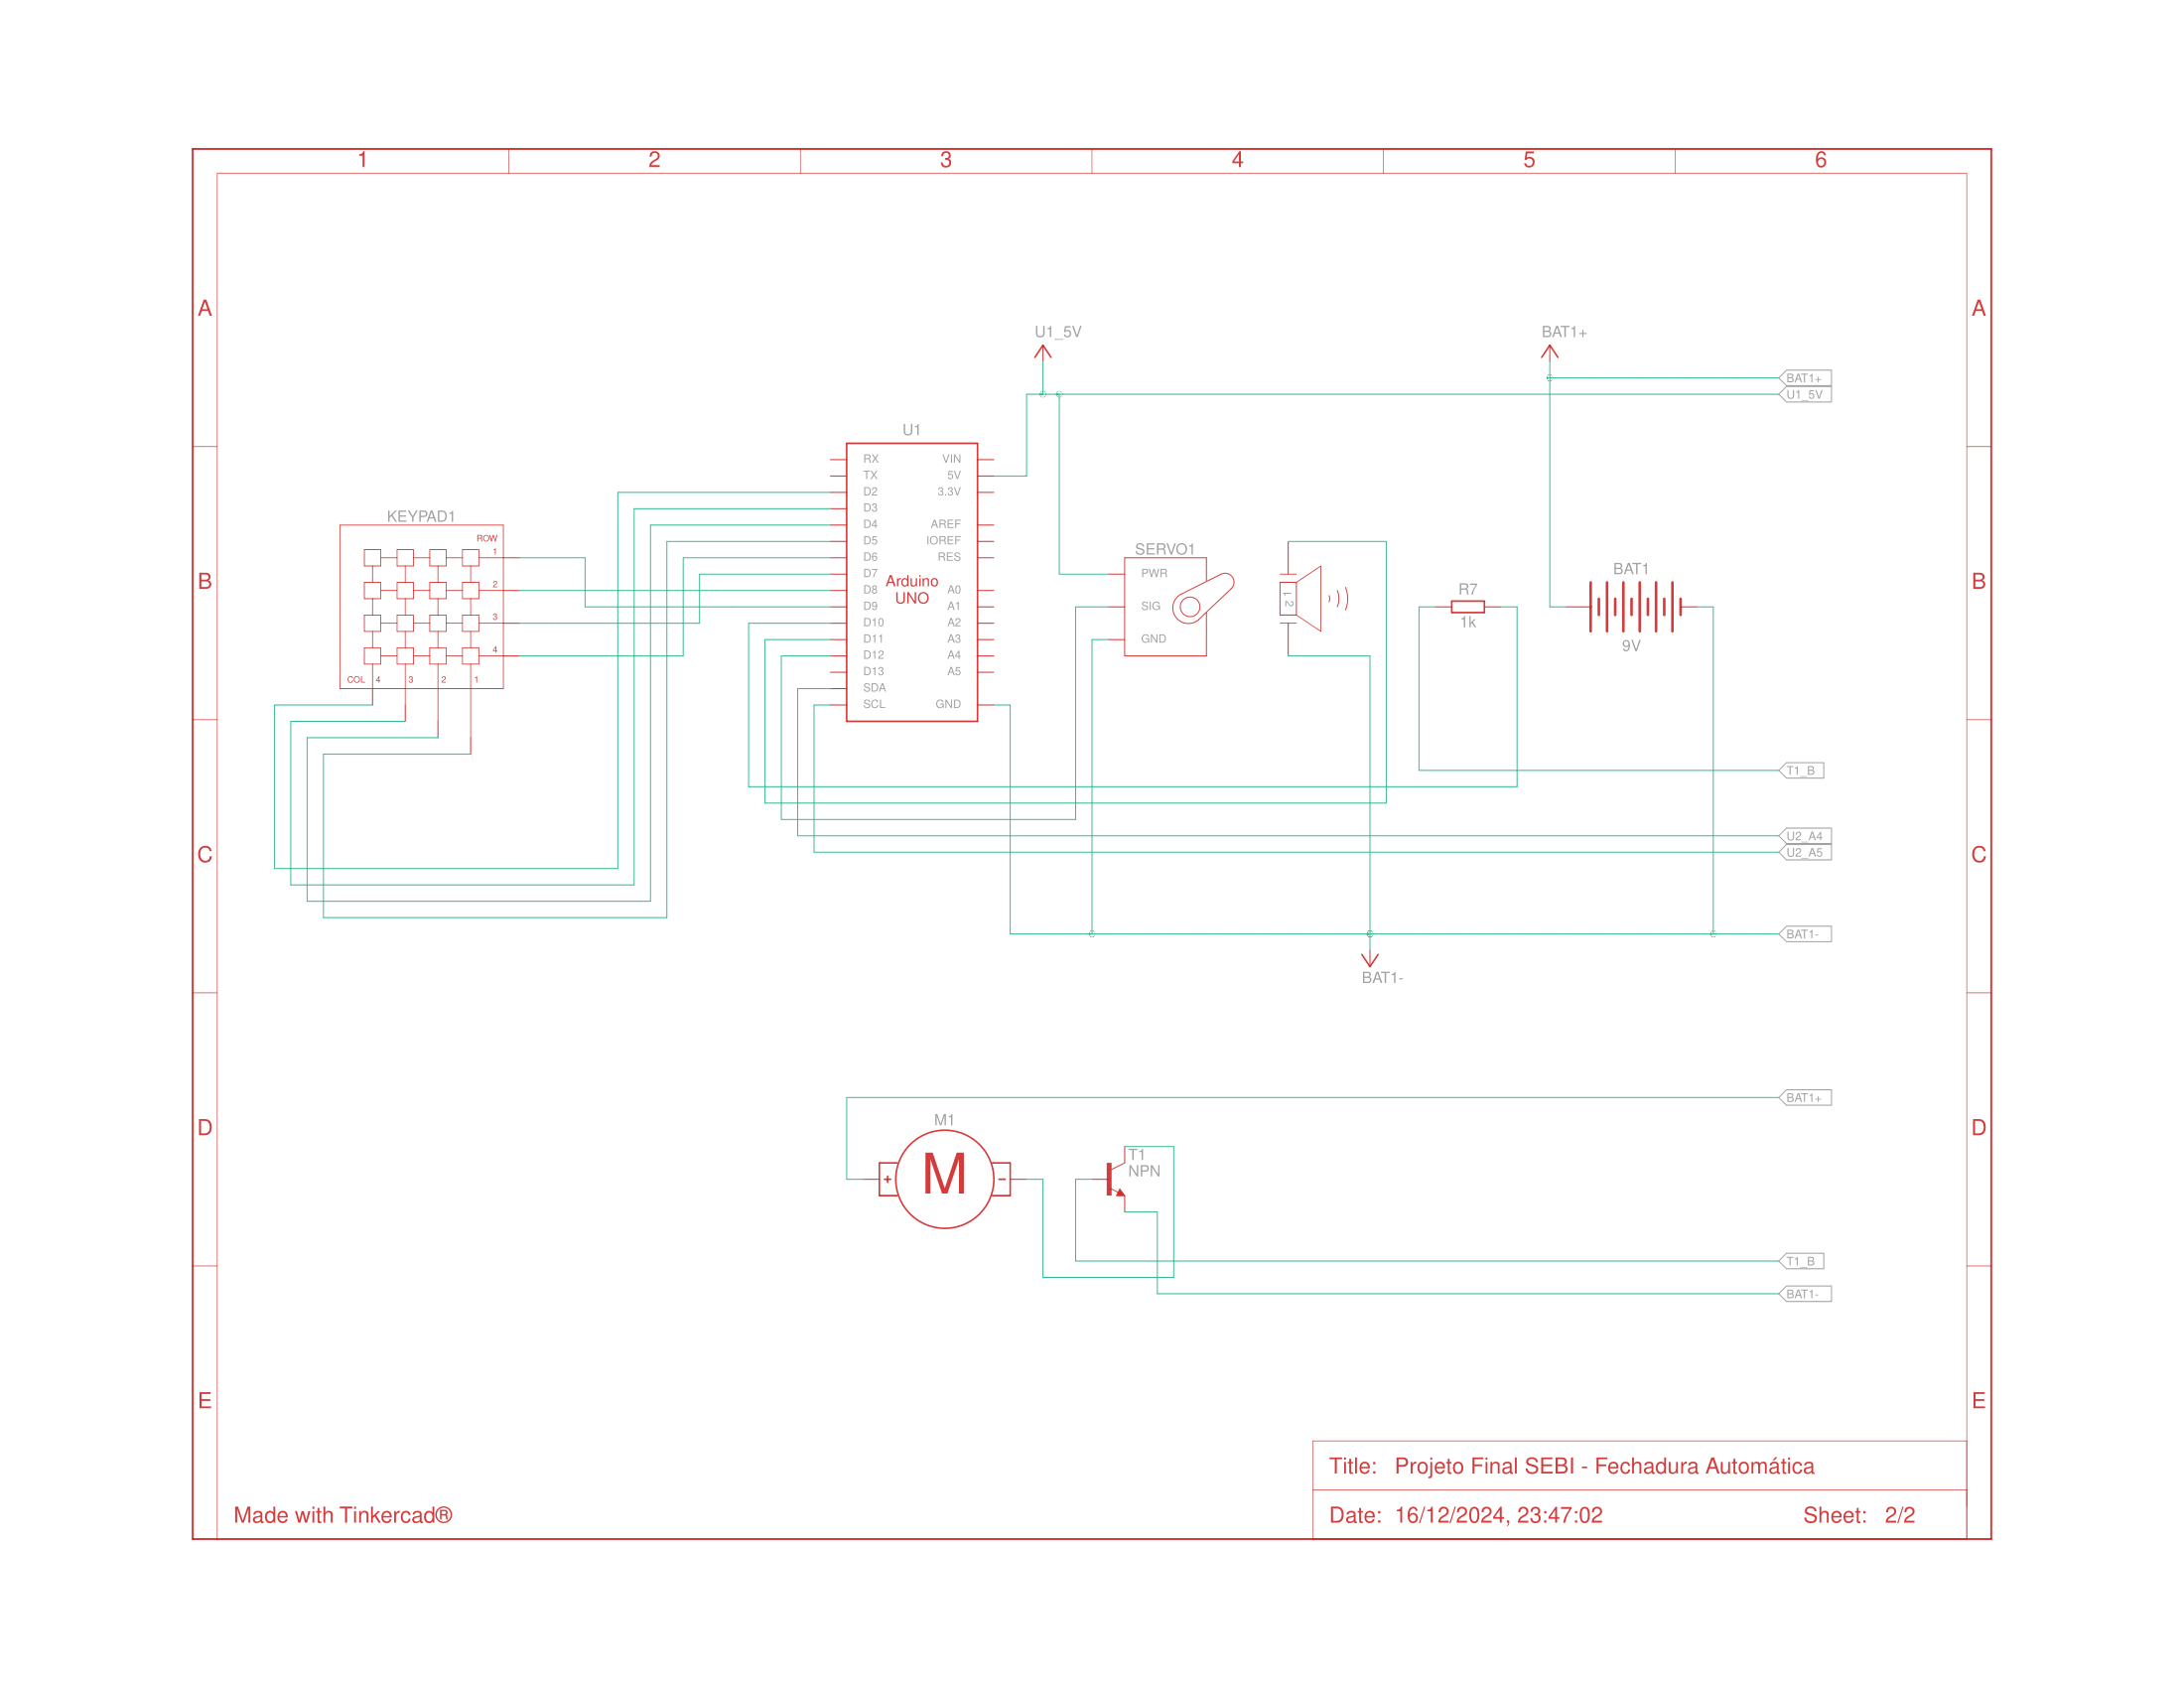 1 2 3 4 5 6
A A
U1_5V BAT1+
BAT1+
U1_5V
U1
RX VIN
TX 5V
D2 3.3V
D3
D4 AREF
D5 IOREF
D6 RES
D7
Arduino
UNO
D8 A0
D9 A1
D10 A2
D11 A3
D12 A4
D13 A5
SDA
SCL GND
KEYPAD1
ROW
1
2
3
4
COL 4 3 2 1
B B
SERVO1
PWR
SIG
GND
1 2
R7
1k
BAT1
9V
T1_B
U2_A4
U2_A5
C C
BAT1-
BAT1-
BAT1+
D D
M1
M
+ -
T1
NPN
T1_B
BAT1-
E E
Title: Projeto Final SEBI - Fechadura Automática
Made with Tinkercad®
Date: 16/12/2024, 23:47:02 Sheet: 2/2